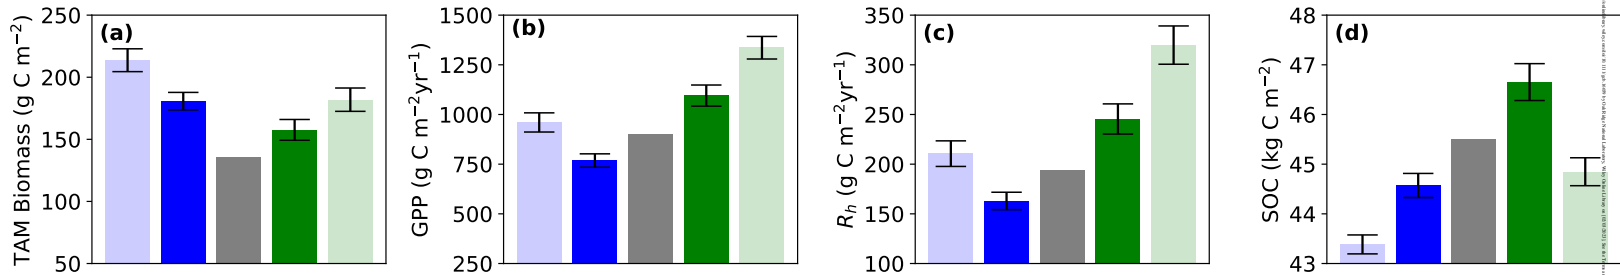 (a)
TAM Biomass (g C m⁻²)
250
200
150
100
50
(b)
GPP (g C m⁻²yr⁻¹)
1500
1250
1000
750
500
250
(c)
Rₕ (g C m⁻²yr⁻¹)
350
300
250
200
150
100
(d)
SOC (kg C m⁻²)
48
47
46
45
44
43